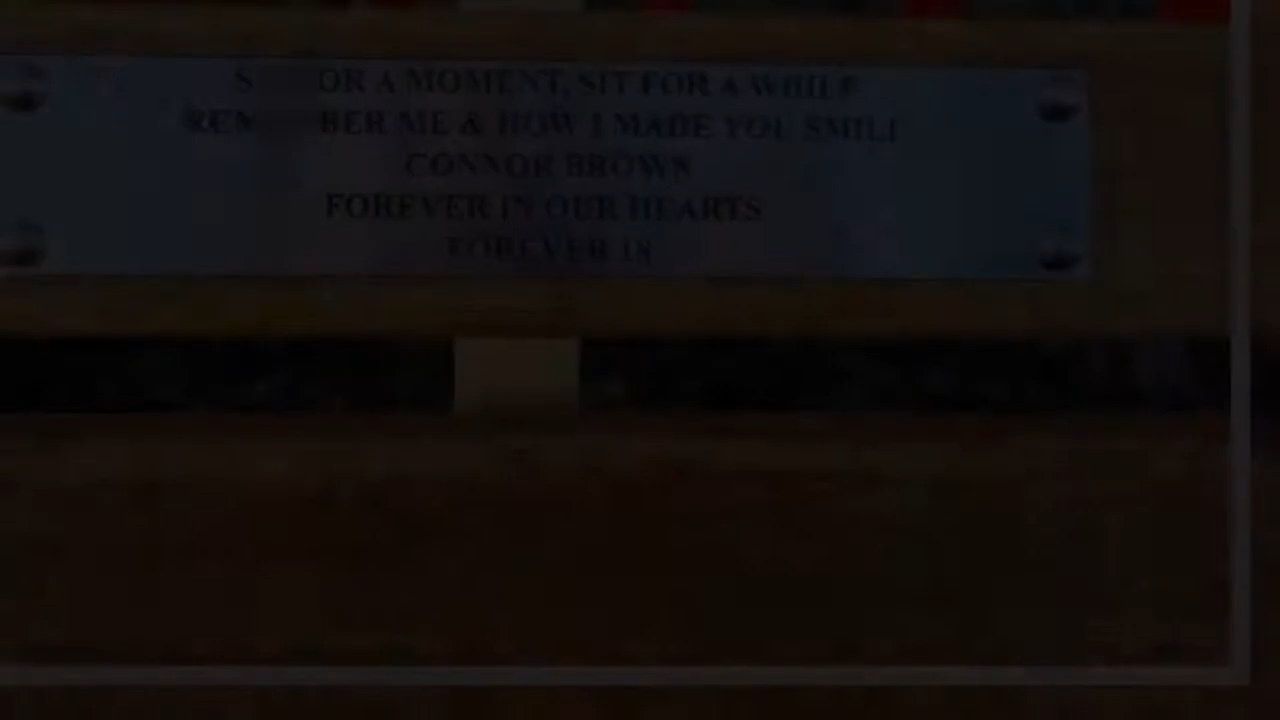 OR A MOMENT, SIT FOR A WHILE
BER ME & HOW I MADE YOU SMILE
CONNOR BROWN
FOREVER IN OUR HEARTS
FOREVER 18